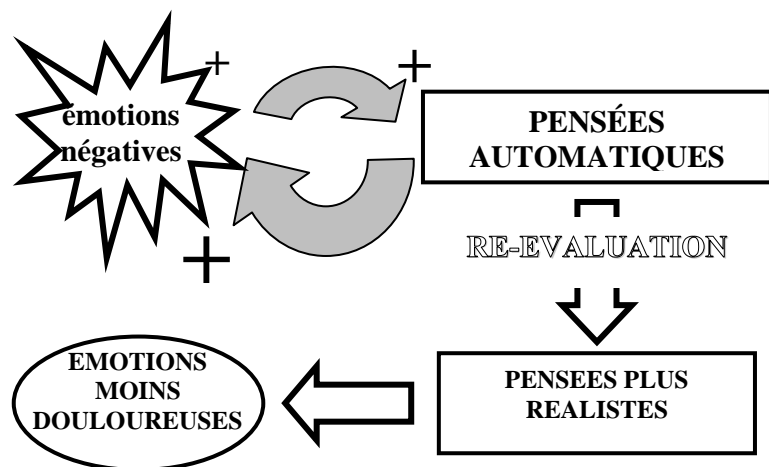 +
+
émotions
négatives
PENSÉES
AUTOMATIQUES
+
RE-EVALUATION
EMOTIONS
MOINS
DOULOUREUSES
PENSEES PLUS
REALISTES